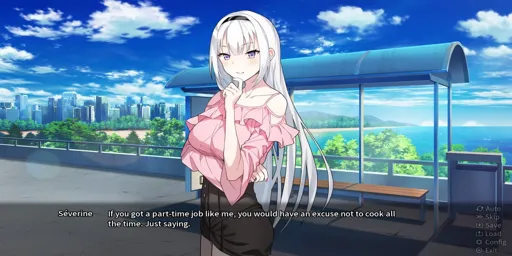 Séverine If you got a part-time job like me, you would have an excuse not to cook all
the time. Just saying.
Auto
Skip
Save
Load
Config
Exit